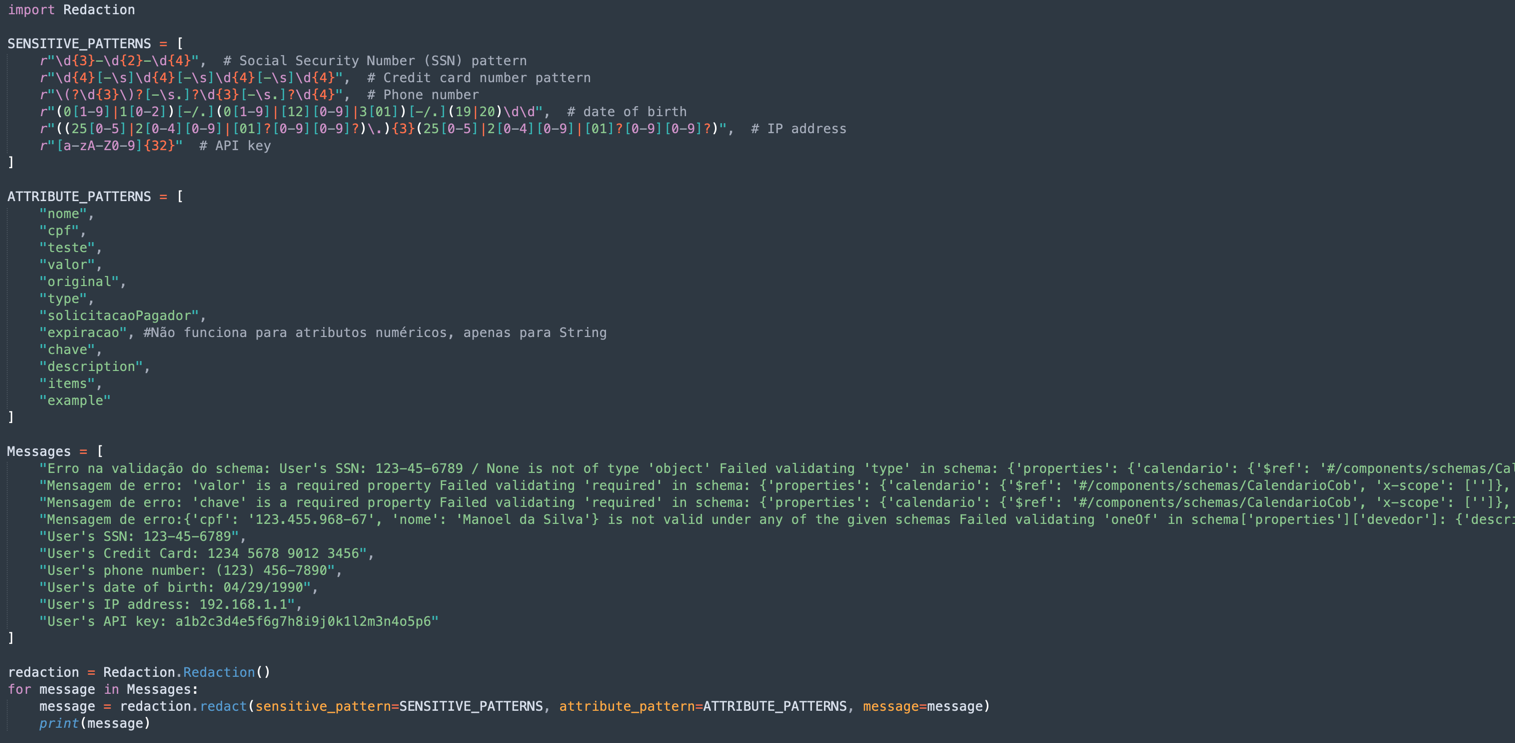 import Redaction
SENSITIVE_PATTERNS = [
r"\d{3}-\d{2}-\d{4}",  # Social Security Number (SSN) pattern
r"\d{4}[-\s]\d{4}[-\s]\d{4}[-\s]\d{4}",  # Credit card number pattern
r"\(?\d{3}\)?[-\s.]?\d{3}[-\s.]?\d{4}",  # Phone number
r"(0[1-9]|1[0-2])[-/.](0[1-9]|[12][0-9]|3[01])[-/.](19|20)\d\d",  # date of birth
r"((25[0-5]|2[0-4][0-9]|[01]?[0-9][0-9]?)\.){3}(25[0-5]|2[0-4][0-9]|[01]?[0-9][0-9]?)",  # IP address
r"[a-zA-Z0-9]{32}"  # API key
]
ATTRIBUTE_PATTERNS = [
"nome",
"cpf",
"teste",
"valor",
"original",
"type",
"solicitacaoPagador",
"expiracao", #Não funciona para atributos numéricos, apenas para String
"chave",
"description",
"items",
"example"
]
Messages = [
"Erro na validação do schema: User's SSN: 123-45-6789 / None is not of type 'object' Failed validating 'type' in schema: {'properties': {'calendario': {'$ref': '#/components/schemas/Cal
"Mensagem de erro: 'valor' is a required property Failed validating 'required' in schema: {'properties': {'calendario': {'$ref': '#/components/schemas/CalendarioCob', 'x-scope': ['']},
"Mensagem de erro: 'chave' is a required property Failed validating 'required' in schema: {'properties': {'calendario': {'$ref': '#/components/schemas/CalendarioCob', 'x-scope': ['']},
"Mensagem de erro:{'cpf': '123.455.968-67', 'nome': 'Manoel da Silva'} is not valid under any of the given schemas Failed validating 'oneOf' in schema['properties']['devedor']: {'descri
"User's SSN: 123-45-6789",
"User's Credit Card: 1234 5678 9012 3456",
"User's phone number: (123) 456-7890",
"User's date of birth: 04/29/1990",
"User's IP address: 192.168.1.1",
"User's API key: a1b2c3d4e5f6g7h8i9j0k1l2m3n4o5p6"
]
redaction = Redaction.Redaction()
for message in Messages:
message = redaction.redact(sensitive_pattern=SENSITIVE_PATTERNS, attribute_pattern=ATTRIBUTE_PATTERNS, message=message)
print(message)